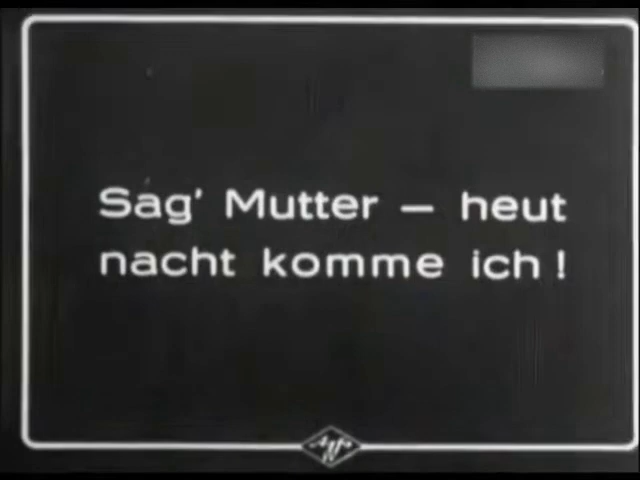 Sag' Mutter – heut
nacht komme ich !